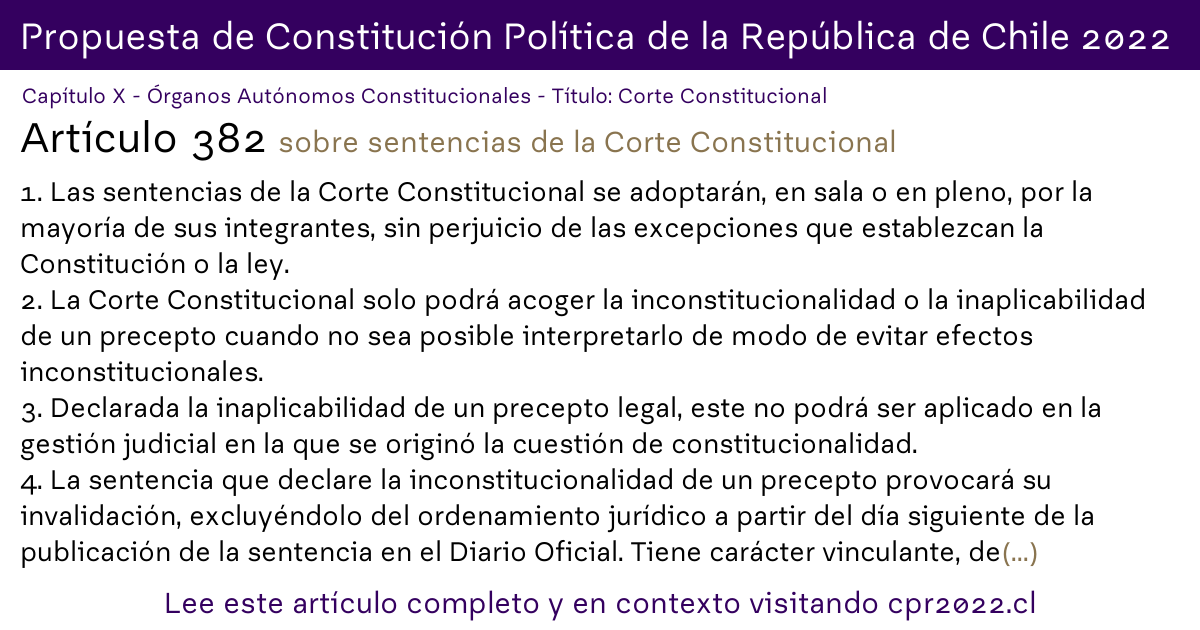 Propuesta de Constitución Política de la República de Chile 2022
Capítulo X - Órganos Autónomos Constitucionales - Título: Corte Constitucional
Artículo 382 sobre sentencias de la Corte Constitucional
1. Las sentencias de la Corte Constitucional se adoptarán, en sala o en pleno, por la
mayoría de sus integrantes, sin perjuicio de las excepciones que establezcan la
Constitución o la ley.
2. La Corte Constitucional solo podrá acoger la inconstitucionalidad o la inaplicabilidad
de un precepto cuando no sea posible interpretarlo de modo de evitar efectos
inconstitucionales.
3. Declarada la inaplicabilidad de un precepto legal, este no podrá ser aplicado en la
gestión judicial en la que se originó la cuestión de constitucionalidad.
4. La sentencia que declare la inconstitucionalidad de un precepto provocará su
invalidación, excluyéndolo del ordenamiento jurídico a partir del día siguiente de la
publicación de la sentencia en el Diario Oficial. Tiene carácter vinculante, de(...)
Lee este artículo completo y en contexto visitando cpr2022.cl